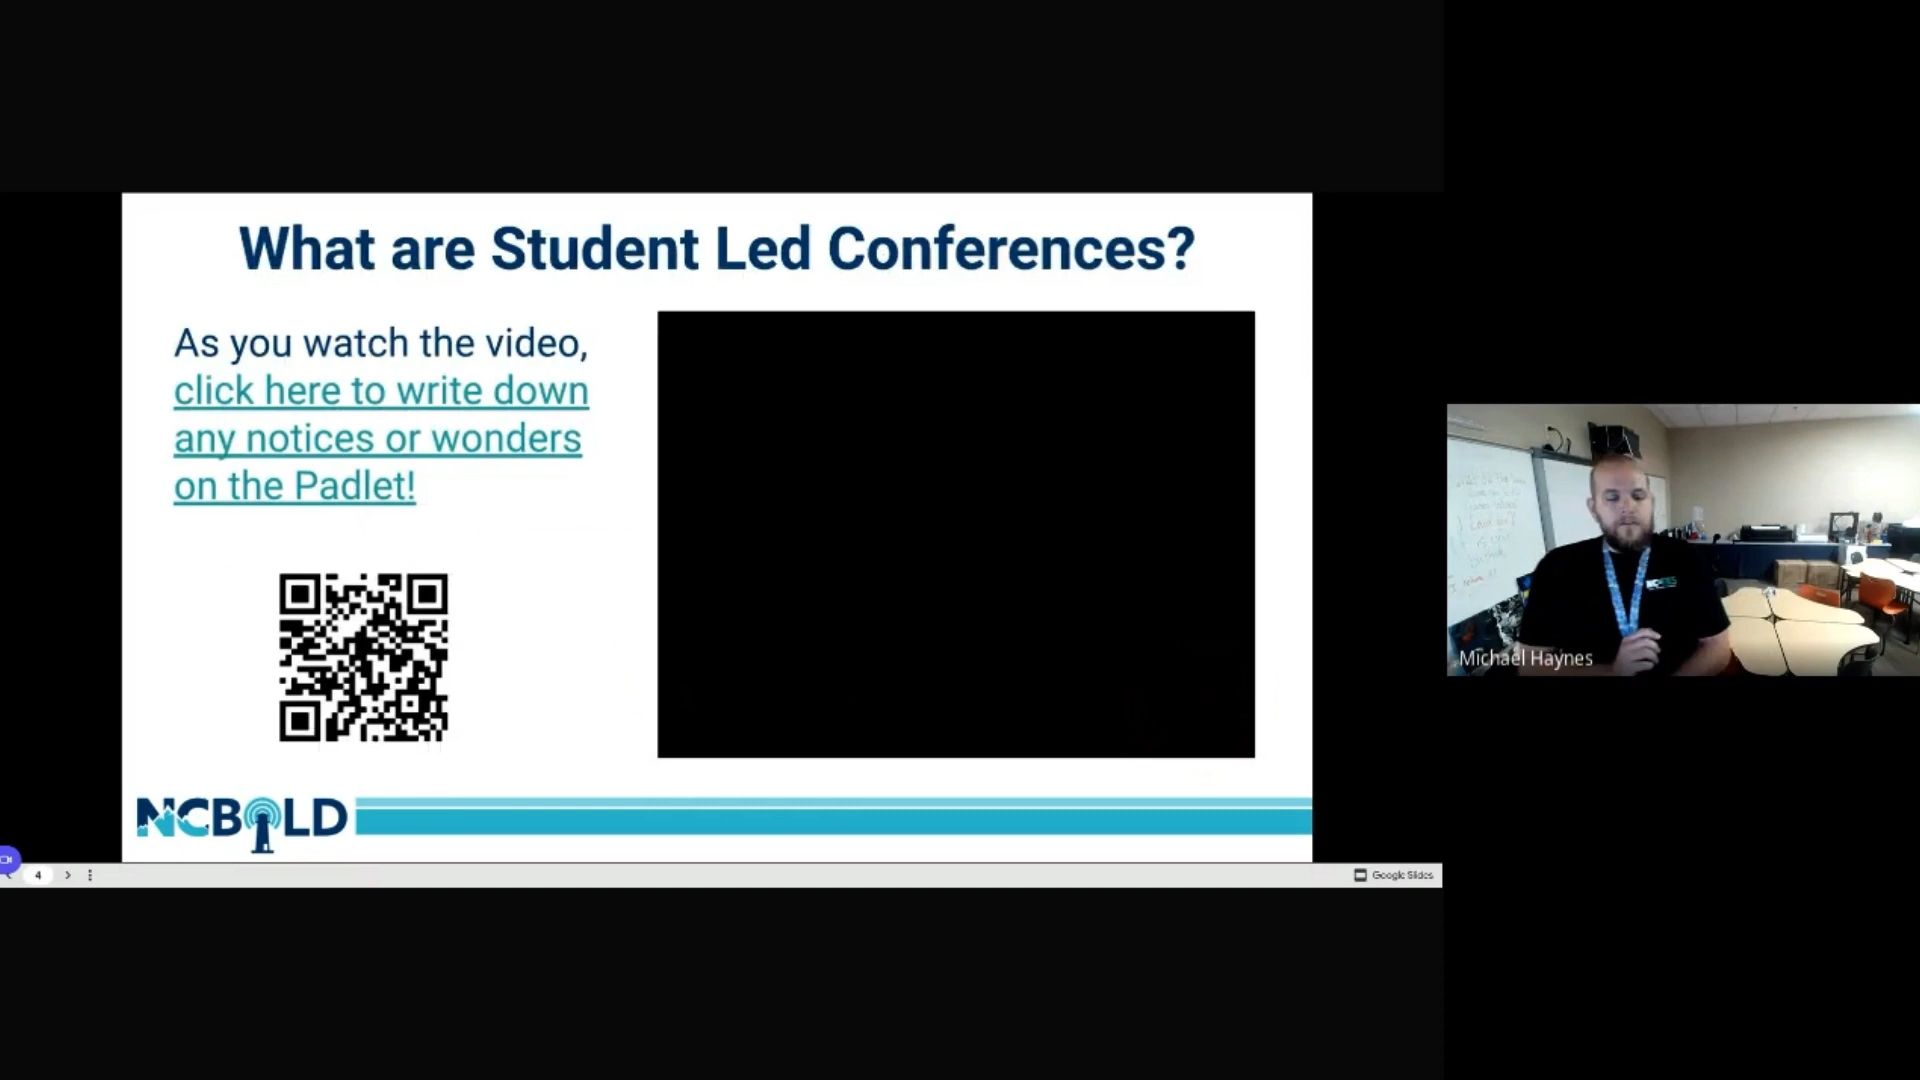 What are Student Led Conferences?
As you watch the video,
click here to write down
any notices or wonders
on the Padlet!
NCBOLD
4
Google Slides
Michael Haynes